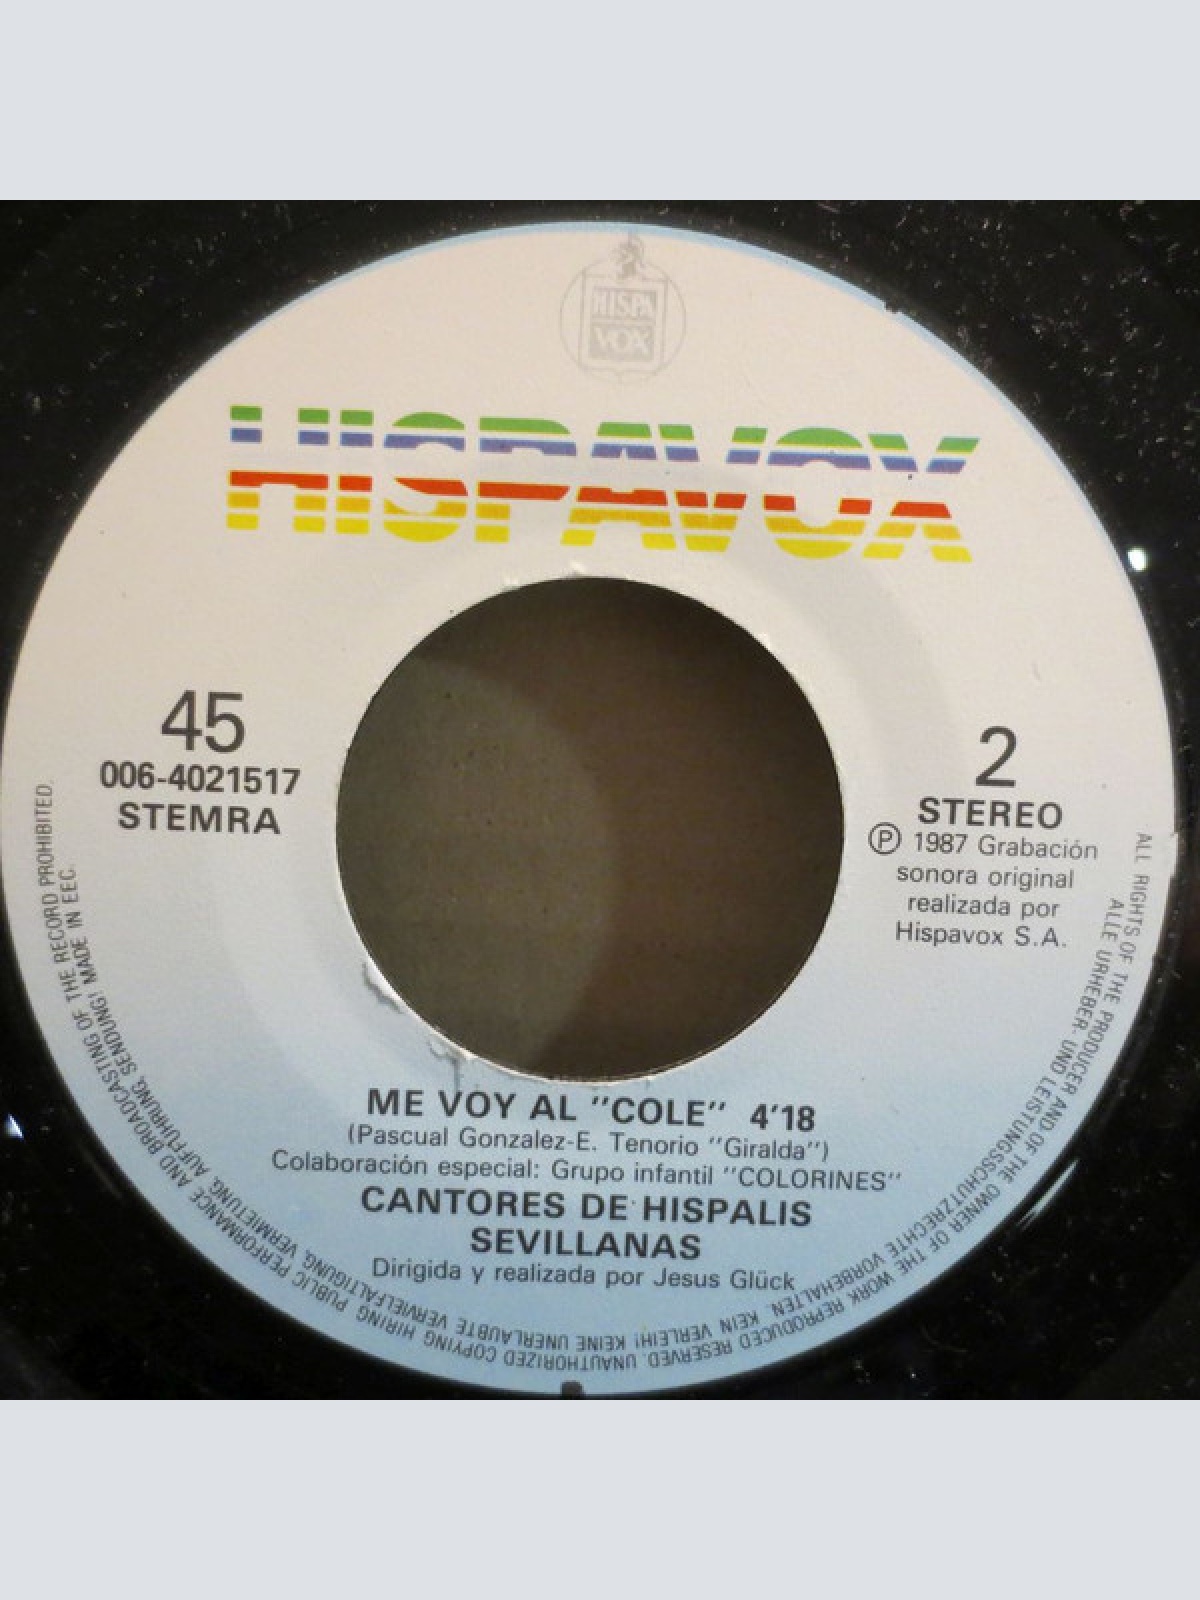 HISPA
VOX
HISPAVOX
45
006-4021517
STEMRA
2
STEREO
Ⓟ 1987 Grabación
sonora original
realizada por
Hispavox S.A.
ME VOY AL "COLE" 4'18
(Pascual Gonzalez-E. Tenorio "Giralda")
Colaboración especial: Grupo infantil "COLORINES"
CANTORES DE HISPALIS
SEVILLANAS
Dirigida y realizada por Jesus Glück
ALL RIGHTS OF THE PRODUCER AND OF THE OWNER OF THE WORK REPRODUCED RESERVED. UNAUTHORIZED COPYING HIRING PUBLIC PERFORMANCE AND BROADCASTING OF THE RECORD PROHIBITED.
ALLE URHEBER- UND LEISTUNGSSCHUTZRECHTE VORBEHALTEN. KEIN VERLEIH! KEINE UNERLAUBTE VERVIELFÄLTIGUNG, VERMIETUNG, AUFFÜHRUNG, SENDUNG! MADE IN EEC.